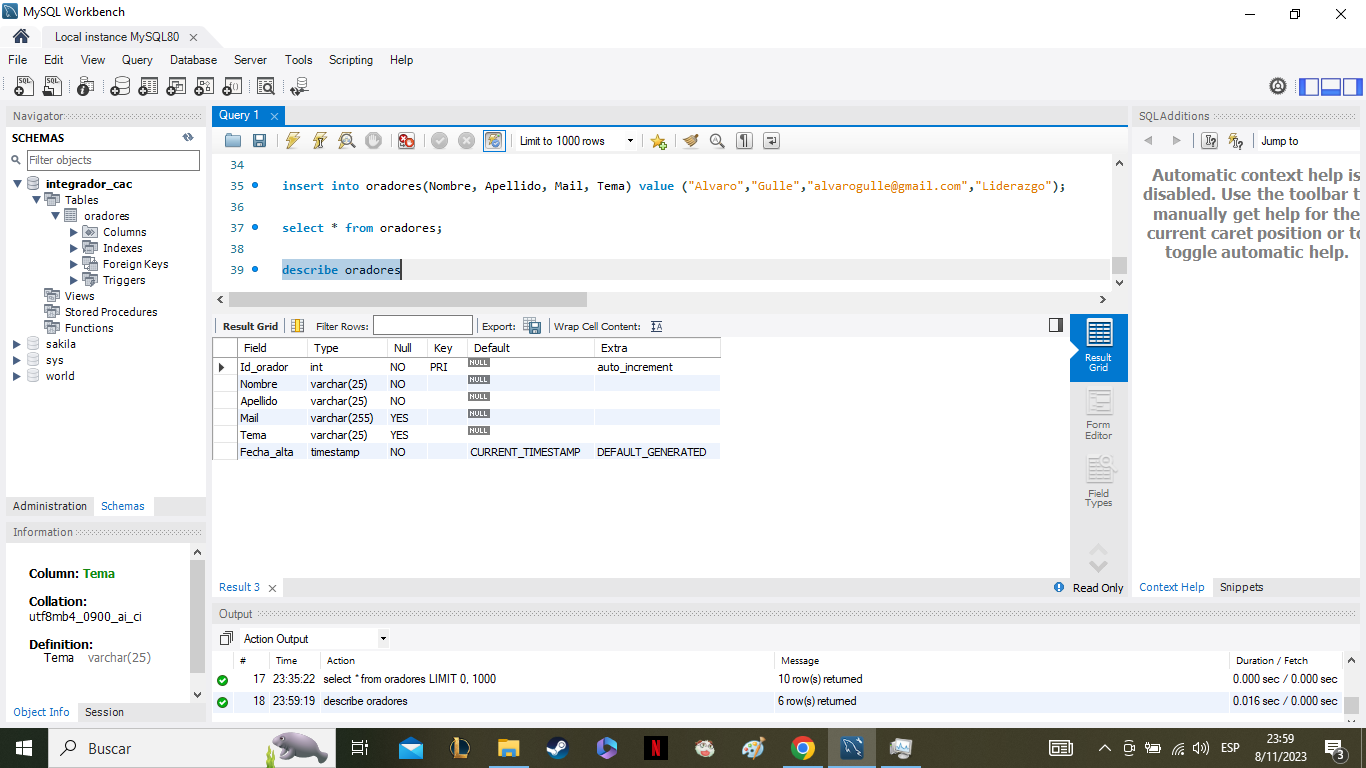 MySQL Workbench
Local instance MySQL80
File Edit View Query Database Server Tools Scripting Help
Navigator
SCHEMAS
Filter objects
integrador_cac
Tables
oradores
Columns
Indexes
Foreign Keys
Triggers
Views
Stored Procedures
Functions
sakila
sys
world
Administration Schemas
Information
Column: Tema
Collation:
utf8mb4_0900_ai_ci
Definition:
Tema varchar(25)
Object Info Session
Query 1
Limit to 1000 rows
34
35 insert into oradores(Nombre, Apellido, Mail, Tema) value ("Alvaro","Gulle","alvarogulle@gmail.com","Liderazgo");
36
37 select * from oradores;
38
39 describe oradores
Result Grid Filter Rows: Export: Wrap Cell Content: IA
Field Type Null Key Default Extra
Id_orador int NO PRI NULL auto_increment
Nombre varchar(25) NO NULL
Apellido varchar(25) NO NULL
Mail varchar(255) YES NULL
Tema varchar(25) YES NULL
Fecha_alta timestamp NO CURRENT_TIMESTAMP DEFAULT_GENERATED
Result Grid
Form Editor
Field Types
Result 3
Read Only
SQLAdditions
Jump to
Automatic context help is
disabled. Use the toolbar t
manually get help for the
current caret position or to
toggle automatic help.
Context Help Snippets
Output
Action Output
# Time Action Message Duration / Fetch
17 23:35:22 select * from oradores LIMIT 0, 1000 10 row(s) returned 0.000 sec / 0.000 sec
18 23:59:19 describe oradores 6 row(s) returned 0.016 sec / 0.000 sec
Buscar
ESP
23:59
8/11/2023
3